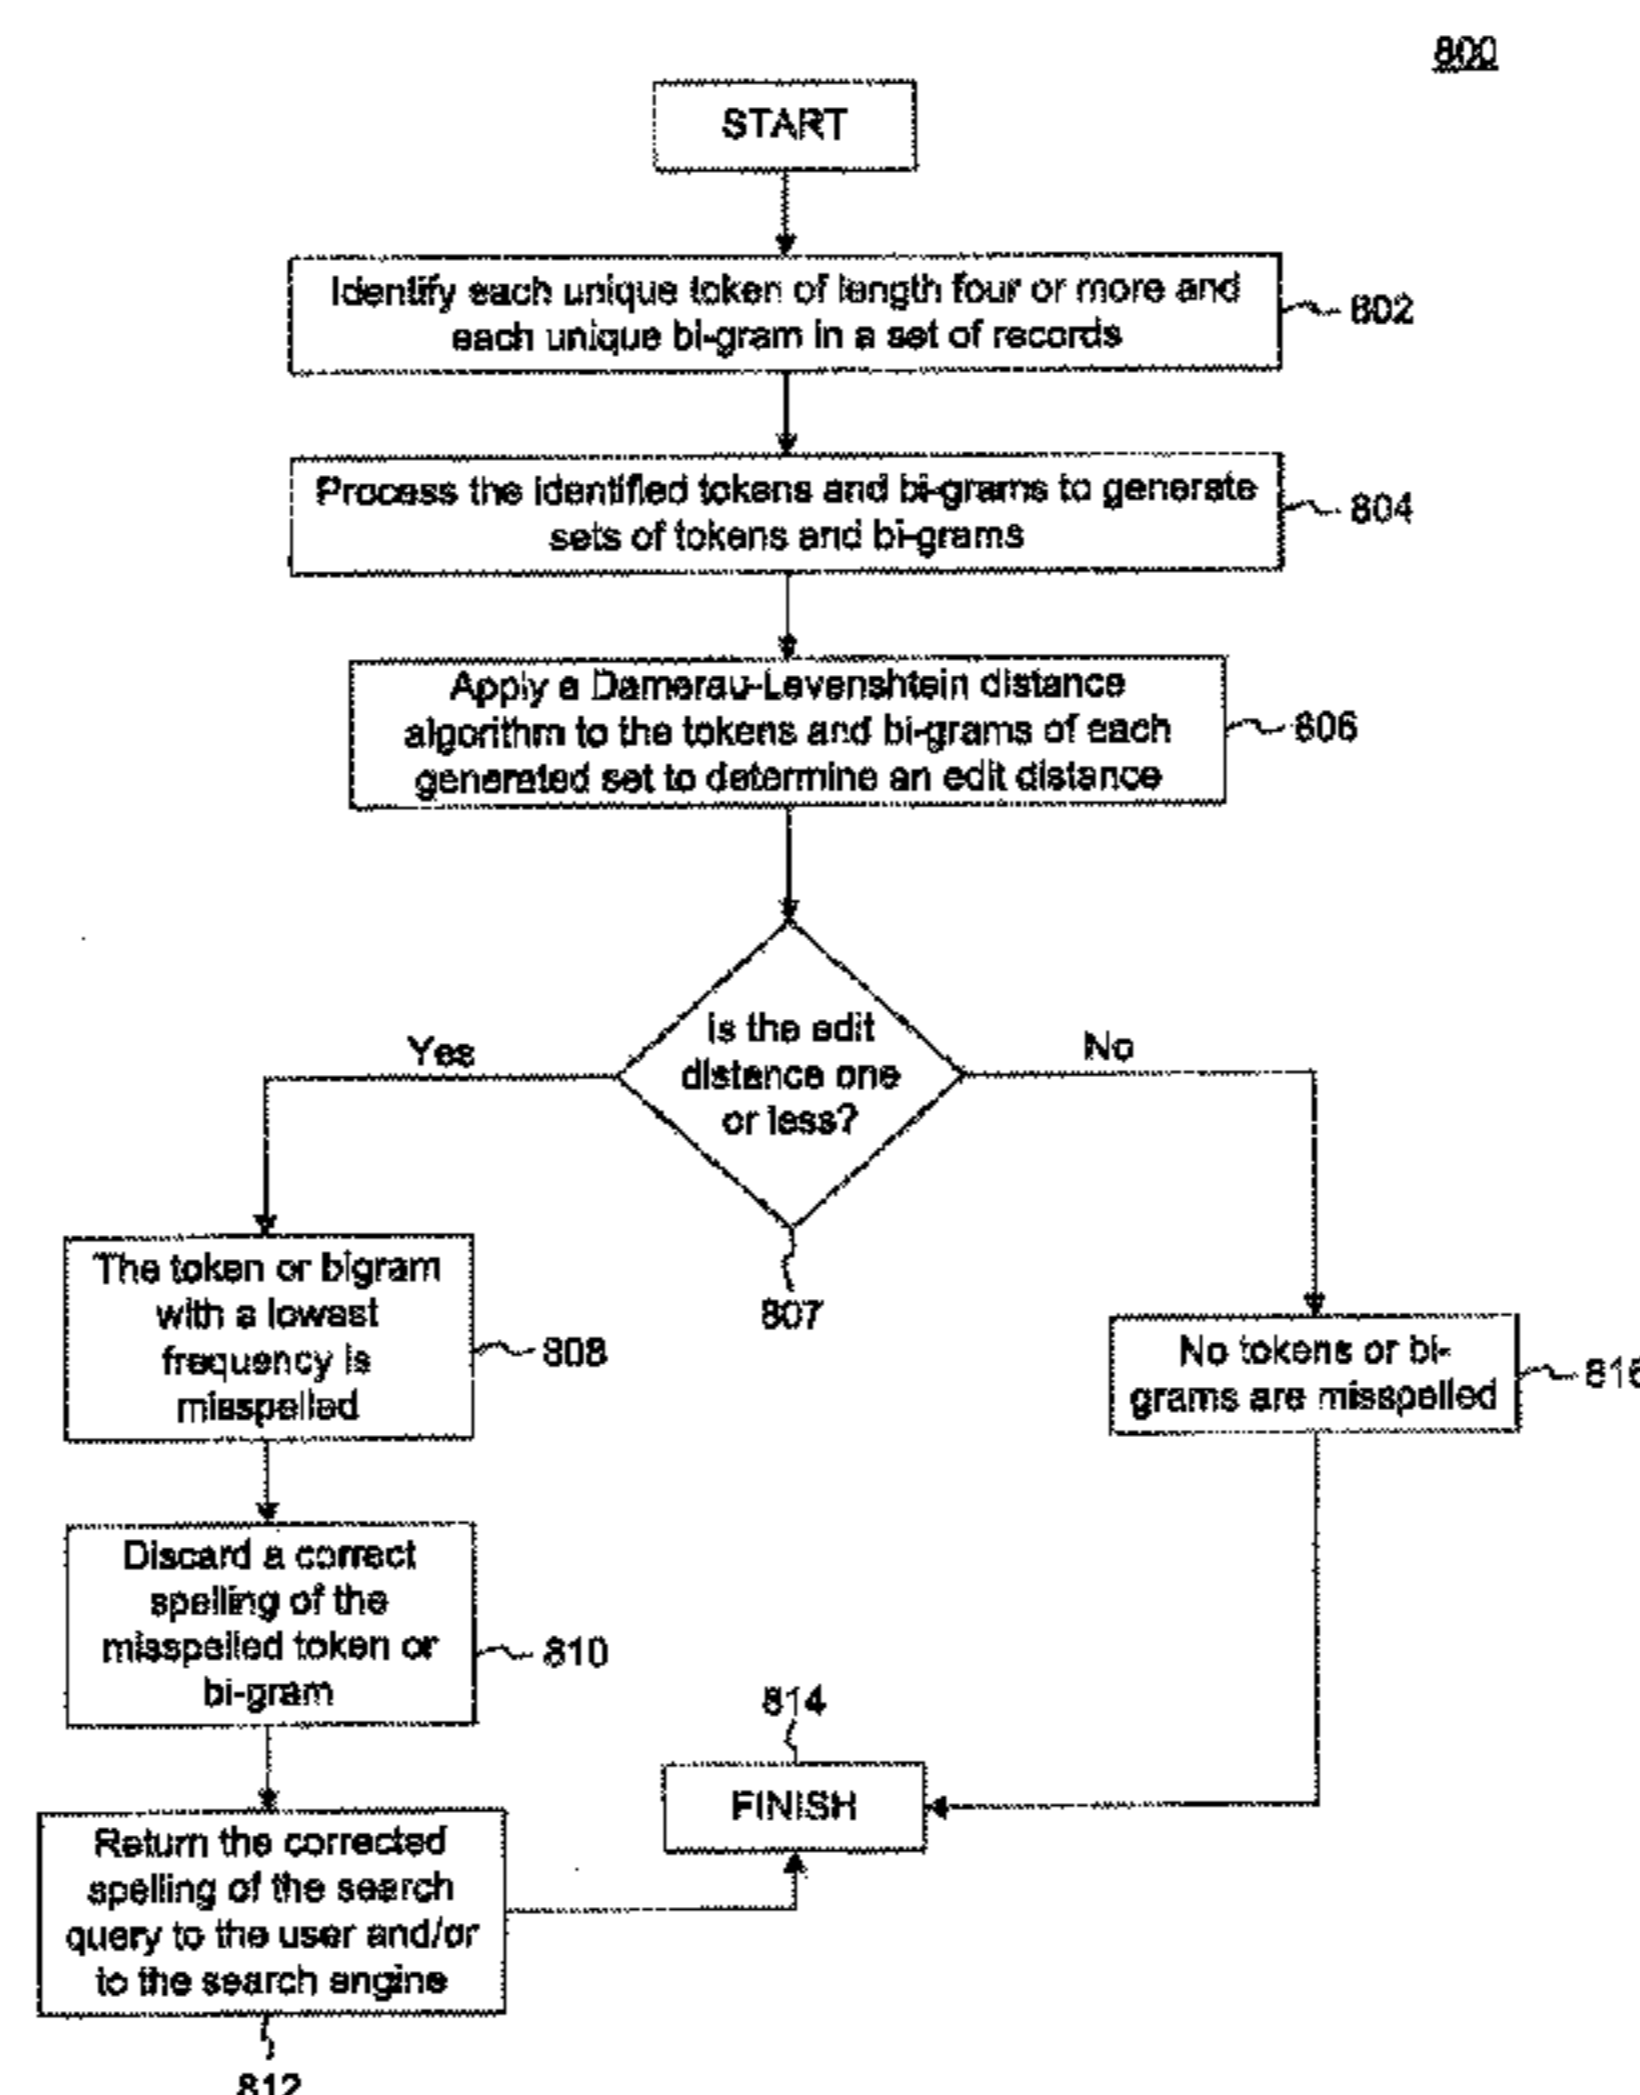 800
START
Identify each unique token of length four or more and
each unique bi-gram in a set of records
802
Process the identified tokens and bi-grams to generate
sets of tokens and bi-grams
804
Apply a Damerau-Levenshtein distance
algorithm to the tokens and bi-grams of each
generated set to determine an edit distance
806
Is the edit
distance one
or less?
Yes
No
807
The token or bigram
with a lowest
frequency is
misspelled
808
No tokens or bi-
grams are misspelled
816
Discard a correct
spelling of the
misspelled token or
bi-gram
810
814
FINISH
Return the corrected
spelling of the search
query to the user and/or
to the search engine
812